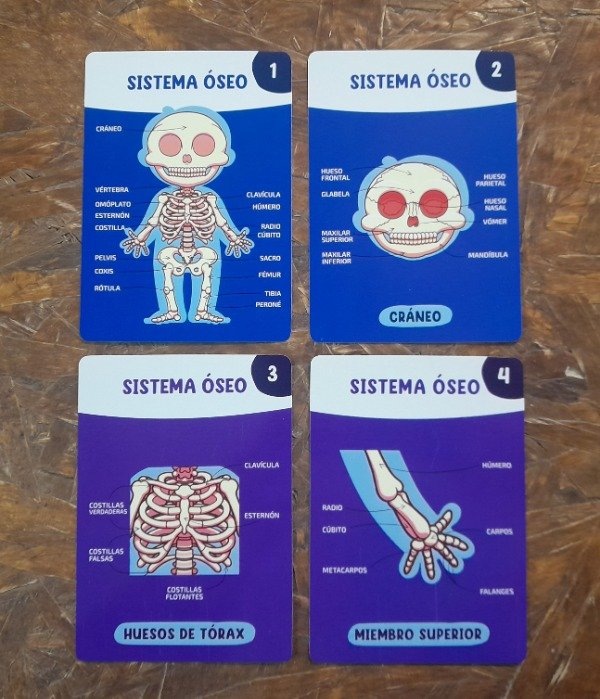 1
SISTEMA ÓSEO
CRÁNEO
VÉRTEBRA
OMÓPLATO
ESTERNÓN
COSTILLA
PELVIS
COXIS
RÓTULA
CLAVÍCULA
HÚMERO
RADIO
CÚBITO
SACRO
FÉMUR
TIBIA
PERONÉ
2
SISTEMA ÓSEO
HUESO
FRONTAL
GLABELA
MAXILAR
SUPERIOR
MAXILAR
INFERIOR
HUESO
PARIETAL
HUESO
NASAL
VÓMER
MANDÍBULA
CRÁNEO
3
SISTEMA ÓSEO
CLAVÍCULA
COSTILLAS
VERDADERAS
ESTERNÓN
COSTILLAS
FALSAS
COSTILLAS
FLOTANTES
HUESOS DE TÓRAX
4
SISTEMA ÓSEO
HÚMERO
RADIO
CÚBITO
CARPOS
METACARPOS
FALANGES
MIEMBRO SUPERIOR